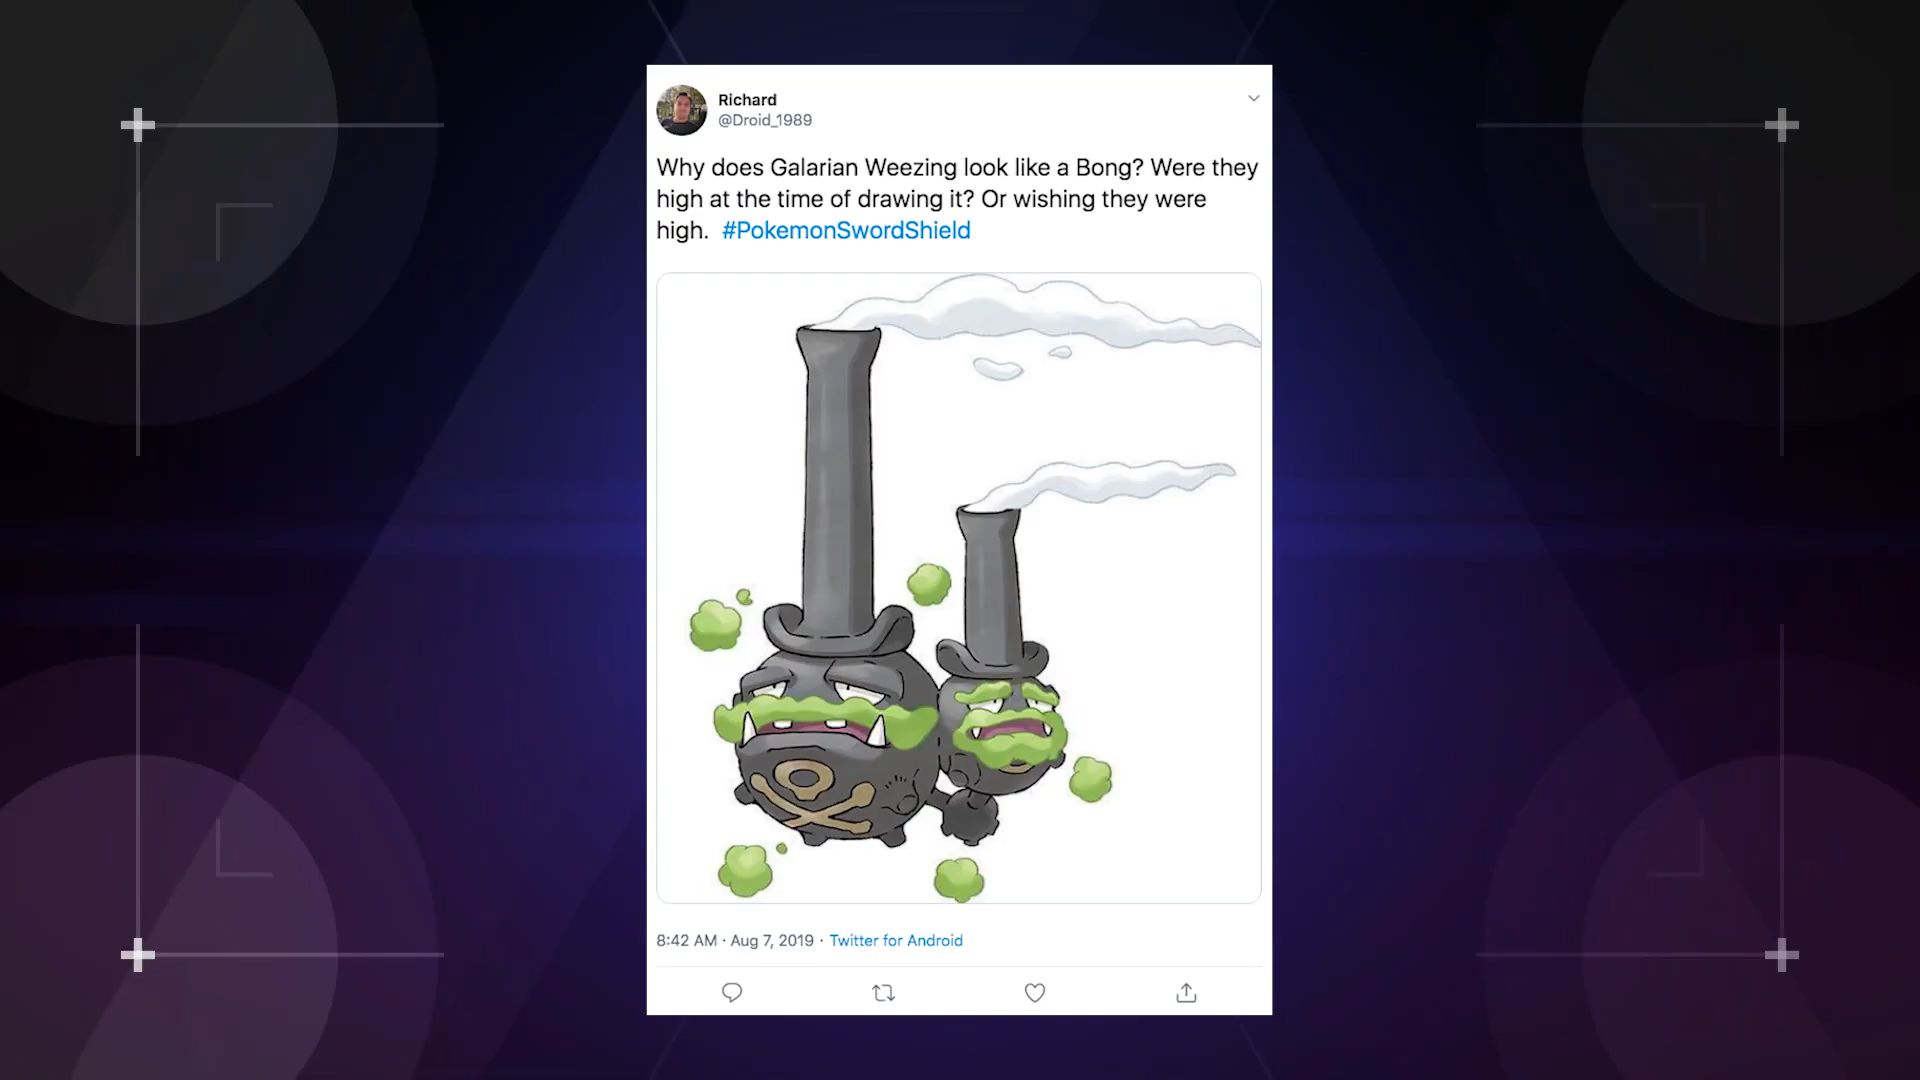 Richard
@Droid_1989
Why does Galarian Weezing look like a Bong? Were they
high at the time of drawing it? Or wishing they were
high. #PokemonSwordShield
8:42 AM · Aug 7, 2019 · Twitter for Android